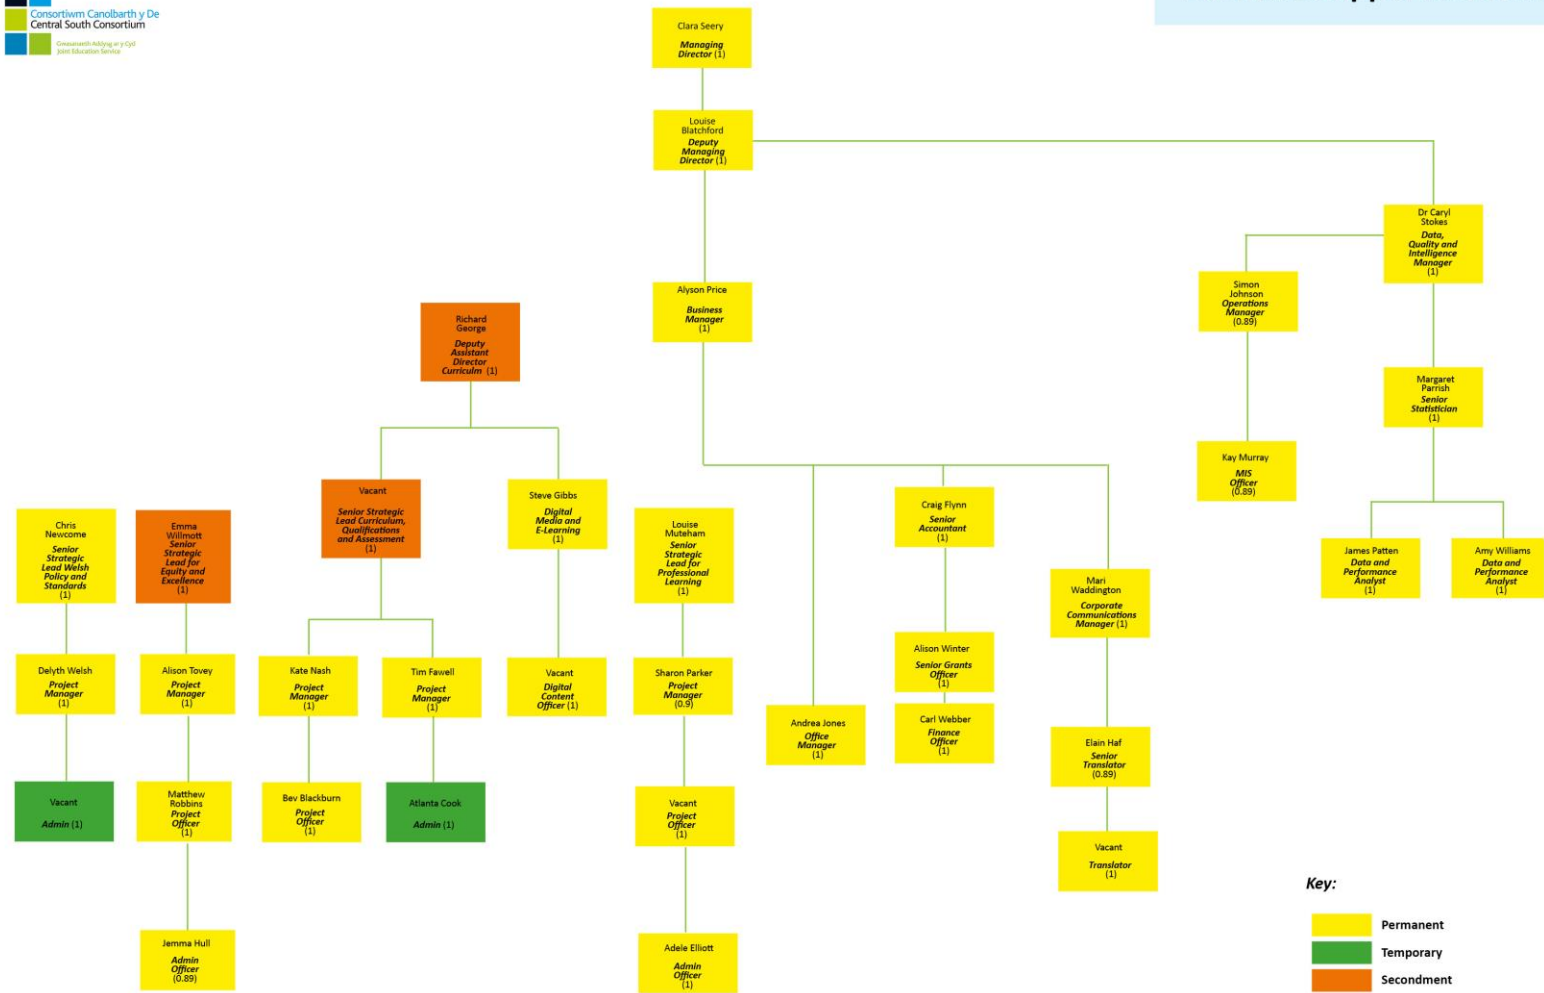 Consortiwm Canolbarth y De
Central South Consortium
Gwasanaeth Addysg ar y Cyd
Joint Education Service
Clara Seery
Managing
Director (1)
Louise
Blatchford
Deputy
Managing
Director (1)
Dr Caryl
Stokes
Data,
Quality and
Intelligence
Manager
(1)
Simon
Johnson
Operations
Manager
(0.89)
Alyson Price
Business
Manager
(1)
Richard
George
Deputy
Assistant
Director
Curriculm (1)
Margaret
Parrish
Senior
Statistician
(1)
Kay Murray
MIS
Officer
(0.89)
Vacant
Senior Strategic
Lead Curriculum,
Qualifications
and Assessment
(1)
Steve Gibbs
Digital
Media and
E-Learning
(1)
Craig Flynn
Senior
Accountant
(1)
Chris
Newcome
Senior
Strategic
Lead Welsh
Policy and
Standards
(1)
Emma
Willmott
Senior
Strategic
Lead for
Equity and
Excellence
(1)
Louise
Muteham
Senior
Strategic
Lead for
Professional
Learning
(1)
James Patten
Data and
Performance
Analyst
(1)
Amy Williams
Data and
Performance
Analyst
(1)
Mari
Waddington
Corporate
Communications
Manager (1)
Alison Winter
Senior Grants
Officer
(1)
Delyth Welsh
Project
Manager
(1)
Alison Tovey
Project
Manager
(1)
Kate Nash
Project
Manager
(1)
Tim Fawell
Project
Manager
(1)
Vacant
Digital
Content
Officer (1)
Sharon Parker
Project
Manager
(0.9)
Andrea Jones
Office
Manager
(1)
Carl Webber
Finance
Officer
(1)
Elain Haf
Senior
Translator
(0.89)
Vacant
Admin (1)
Matthew
Robbins
Project
Officer
(1)
Bev Blackburn
Project
Officer
(1)
Atlanta Cook
Admin (1)
Vacant
Project
Officer
(1)
Vacant
Translator
(1)
Jemma Hull
Admin
Officer
(0.89)
Adele Elliott
Admin
Officer
(1)
Key:
Permanent
Temporary
Secondment